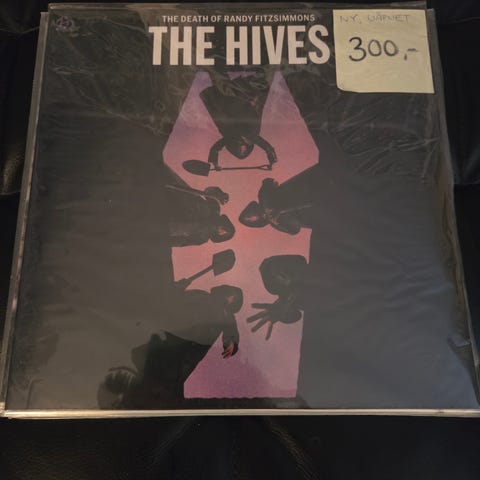 THE DEATH OF RANDY FITZSIMMONS
THE HIVES
NY, UÅPNET
300,-